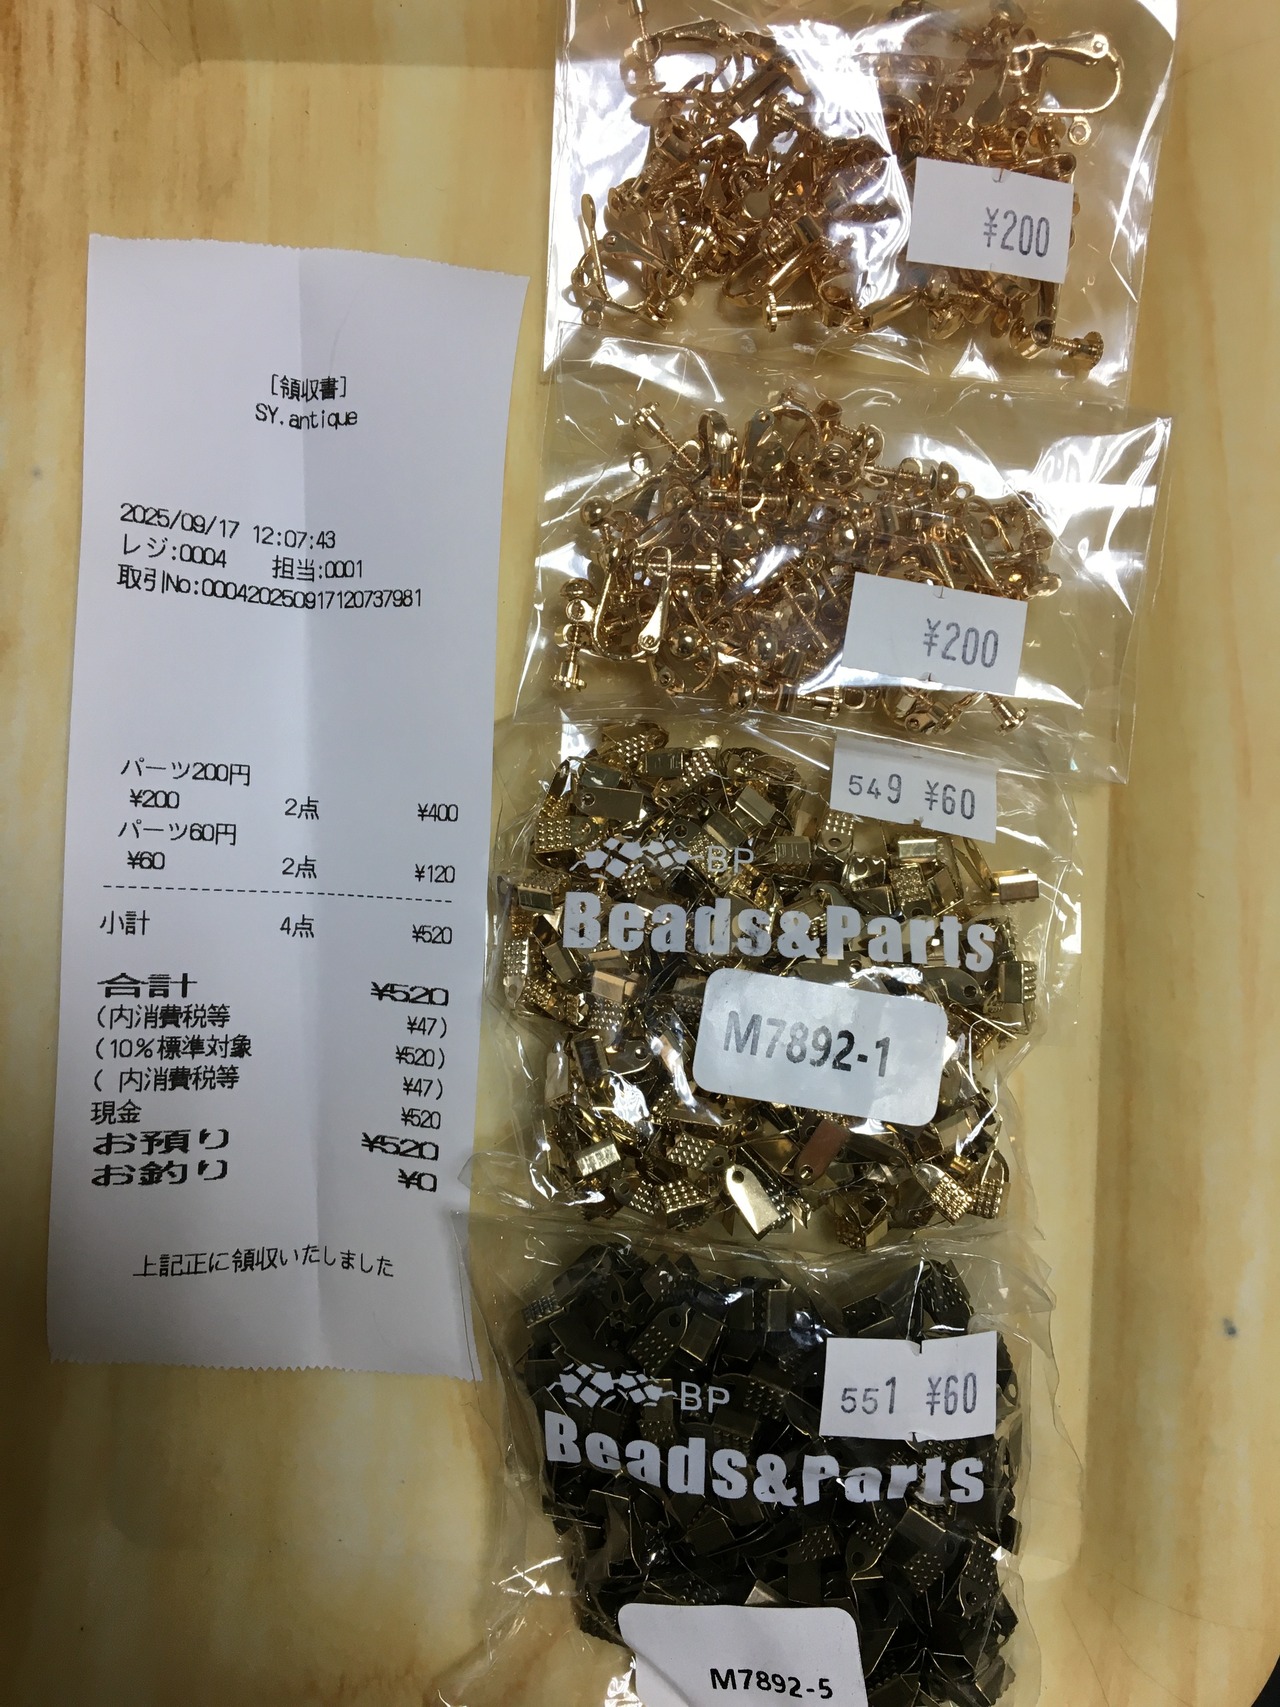 [領収書]
SY.antique
2025/09/17 12:07:43
レジ:0004 担当:0001
取引No:00042025091712073​7981
パーツ200円
¥200 2点 ¥400
パーツ60円
¥60 2点 ¥120
小計 4点 ¥520
合計 ¥520
(内消費税等 ¥47)
(10%標準対象 ¥520)
( 内消費税等 ¥47)
現金 ¥520
お預り ¥520
お釣り ¥0
上記正に領収いたしました
¥200
¥200
549 ¥60
BP
Beads&Parts
M7892-1
551 ¥60
BP
Beads&Parts
M7892-5